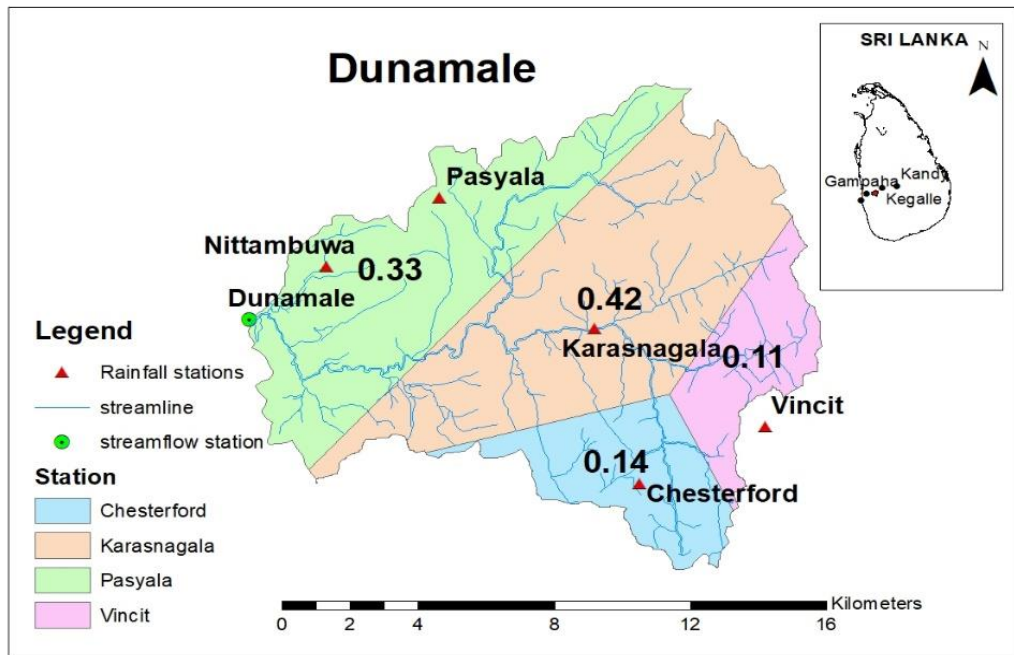 Dunamale
SRI LANKA
N
Gampaha
Kand
Kegalle
Pasyala
Nittambuwa
0.33
Dunamale
0.42
Karasnagala
0.11
Vincit
0.14
Chesterford
Legend
Rainfall stations
streamline
streamflow station
Station
Chesterford
Karasnagala
Pasyala
Vincit
Kilometers
0 2 4 8 12 16